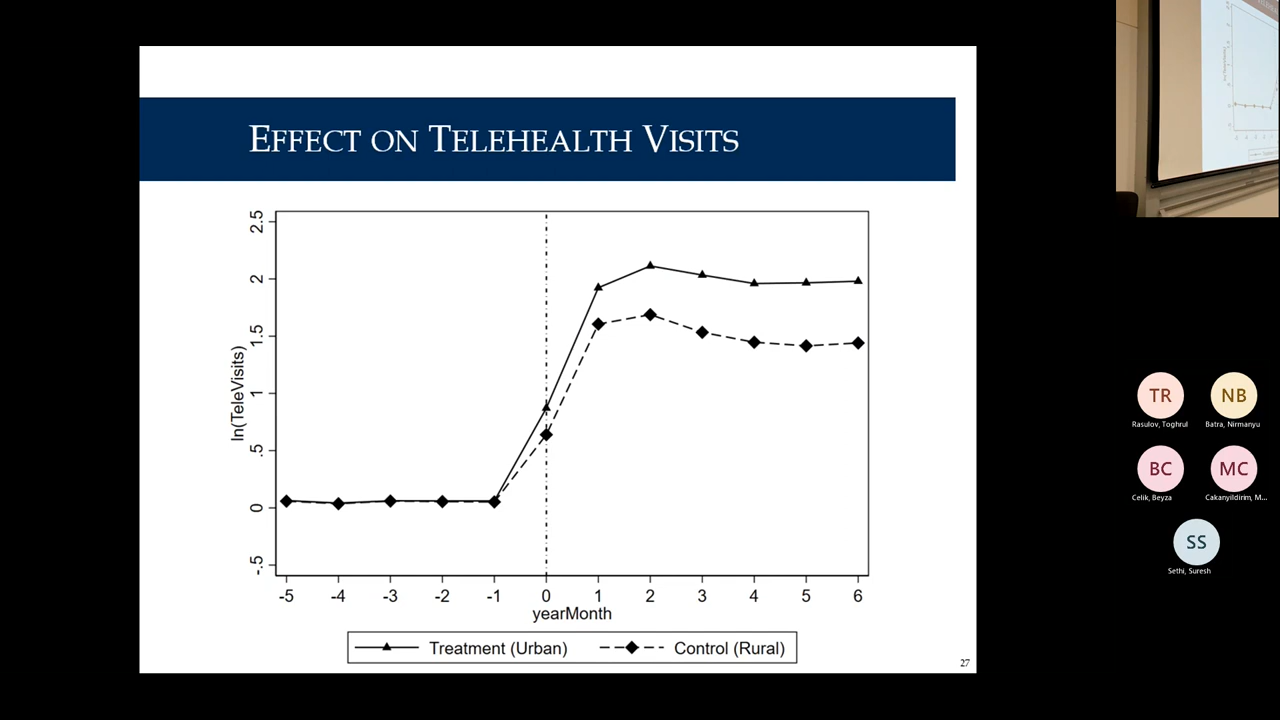 EFFECT ON TELEHEALTH VISITS
2.5
2
1.5
1
.5
0
-.5
ln(TeleVisits)
-5 -4 -3 -2 -1 0 1 2 3 4 5 6
yearMonth
Treatment (Urban) Control (Rural)
27
TR NB
Rasulov, Toghrul Batra, Nirmanyu
BC MC
Celik, Beyza Cakanyildirim, M...
SS
Sethi, Suresh